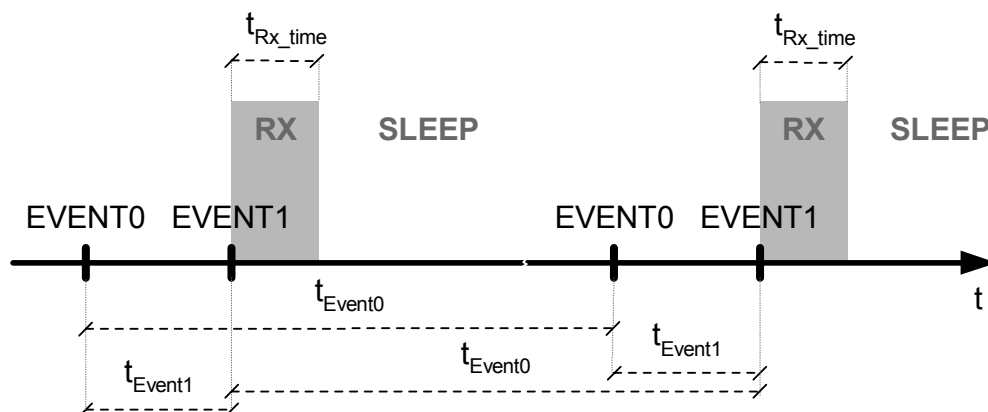 t_Rx_time t_Rx_time
RX SLEEP RX SLEEP
EVENT0 EVENT1 EVENT0 EVENT1
t
t_Event0
t_Event1
t_Event0
t_Event1